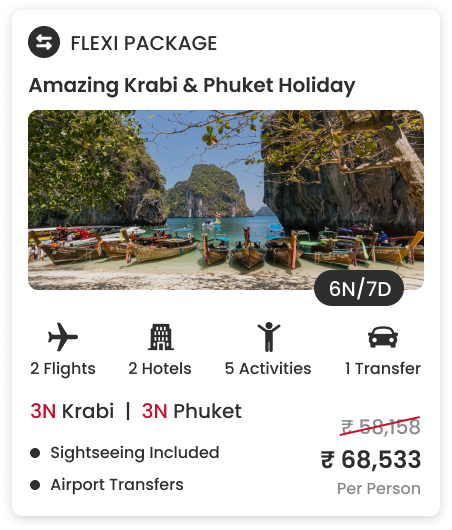 FLEXI PACKAGE
Amazing Krabi & Phuket Holiday
6N/7D
2 Flights
2 Hotels
5 Activities
1 Transfer
3N Krabi | 3N Phuket
₹ 58,158
Sightseeing Included
₹ 68,533
Airport Transfers
Per Person